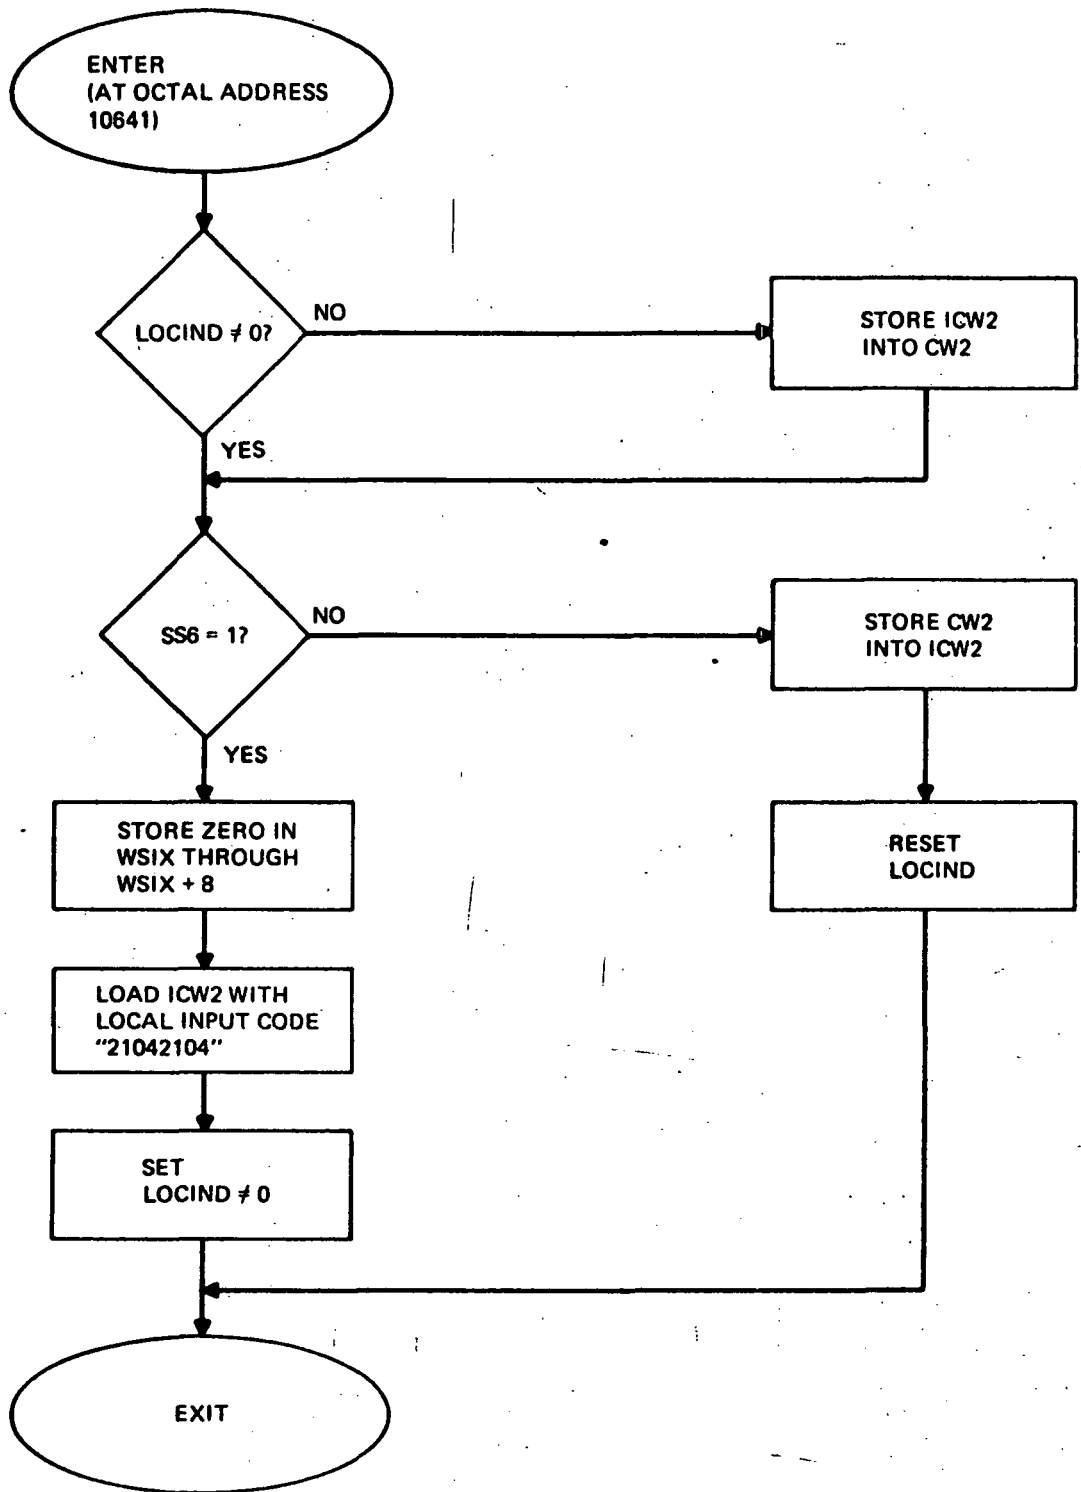 ENTER
(AT OCTAL ADDRESS
10641)
LOCIND ≠ 0?
NO
STORE ICW2
INTO CW2
YES
SS6 = 1?
NO
STORE CW2
INTO ICW2
YES
STORE ZERO IN
WSIX THROUGH
WSIX + 8
RESET
LOCIND
LOAD ICW2 WITH
LOCAL INPUT CODE
"21042104"
SET
LOCIND ≠ 0
EXIT